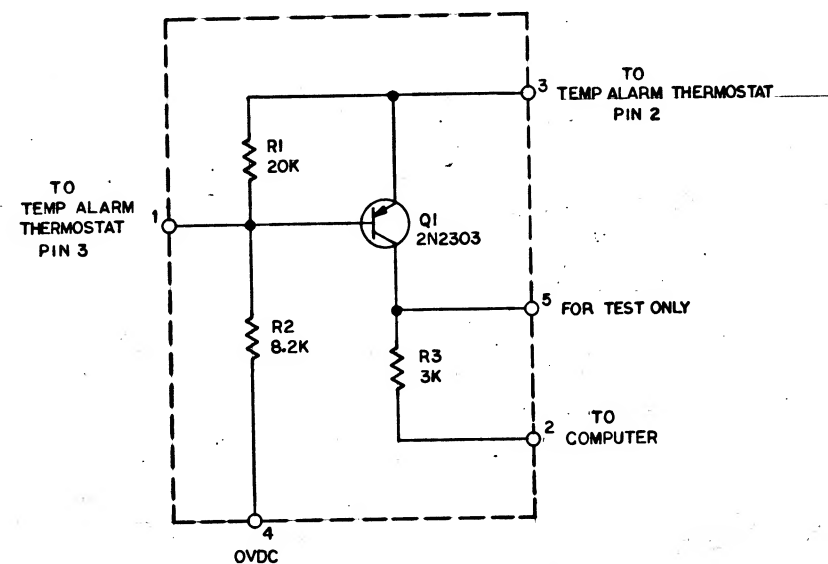 TO
3 TEMP ALARM THERMOSTAT
PIN 2
R1
20K
TO
TEMP ALARM
THERMOSTAT
PIN 3
1
Q1
2N2303
5 FOR TEST ONLY
R2
8.2K
R3
3K
2 TO
COMPUTER
4
OVDC